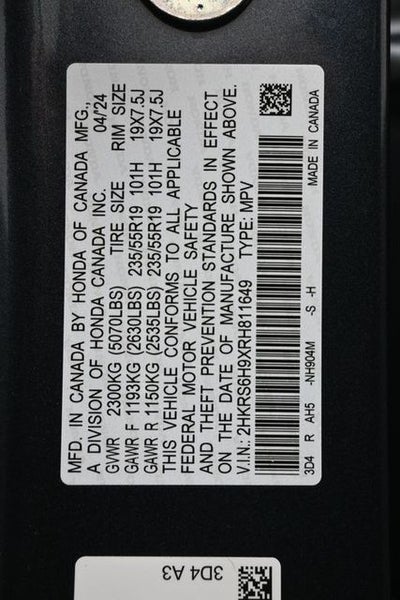 MFD. IN CANADA BY HONDA OF CANADA MFG.,
A DIVISION OF HONDA CANADA INC. 04/24
GVWR 2300KG (5070LBS) TIRE SIZE RIM SIZE
GAWR F 1193KG (2630LBS) 235/55R19 101H 19X7.5J
GAWR R 1150KG (2535LBS) 235/55R19 101H 19X7.5J
THIS VEHICLE CONFORMS TO ALL APPLICABLE
FEDERAL MOTOR VEHICLE SAFETY
AND THEFT PREVENTION STANDARDS IN EFFECT
ON THE DATE OF MANUFACTURE SHOWN ABOVE.
V.I.N.: 2HKRS6H9XRH811649 TYPE: MPV
3D4 R AH5 -NH904M -S -H MADE IN CANADA
3D4 A3